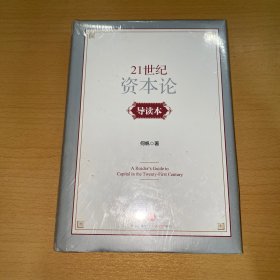 21世纪
资本论
导读本
何帆◎著
A Reader's Guide to
Capital in the Twenty-First Century